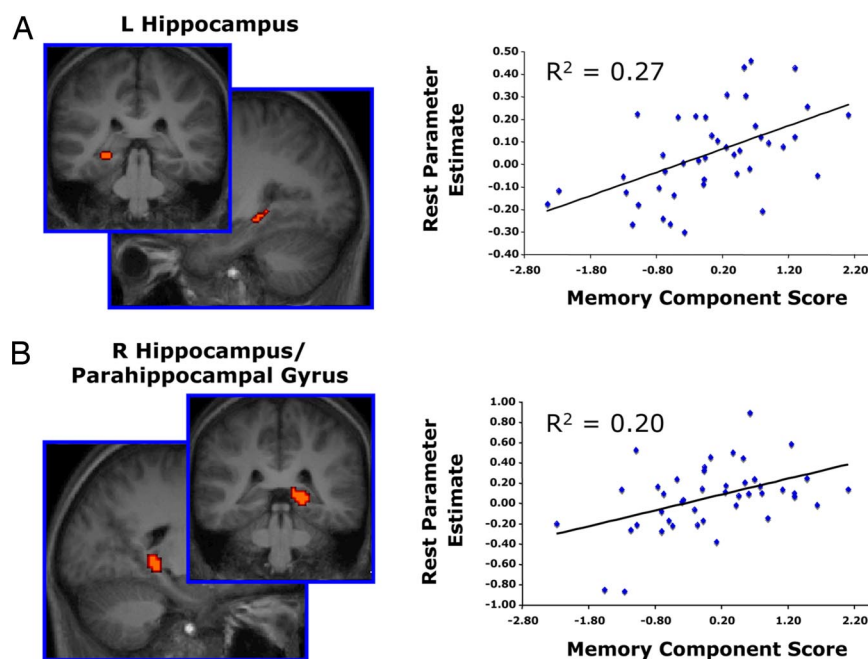 A
L Hippocampus
R² = 0.27
Rest Parameter
Estimate
0.50
0.40
0.30
0.20
0.10
0.00
-0.10
-0.20
-0.30
-0.40
-2.80 -1.80 -0.80 0.20 1.20 2.20
Memory Component Score
B
R Hippocampus/
Parahippocampal Gyrus
R² = 0.20
Rest Parameter
Estimate
1.00
0.80
0.60
0.40
0.20
0.00
-0.20
-0.40
-0.60
-0.80
-1.00
-2.80 -1.80 -0.80 0.20 1.20 2.20
Memory Component Score